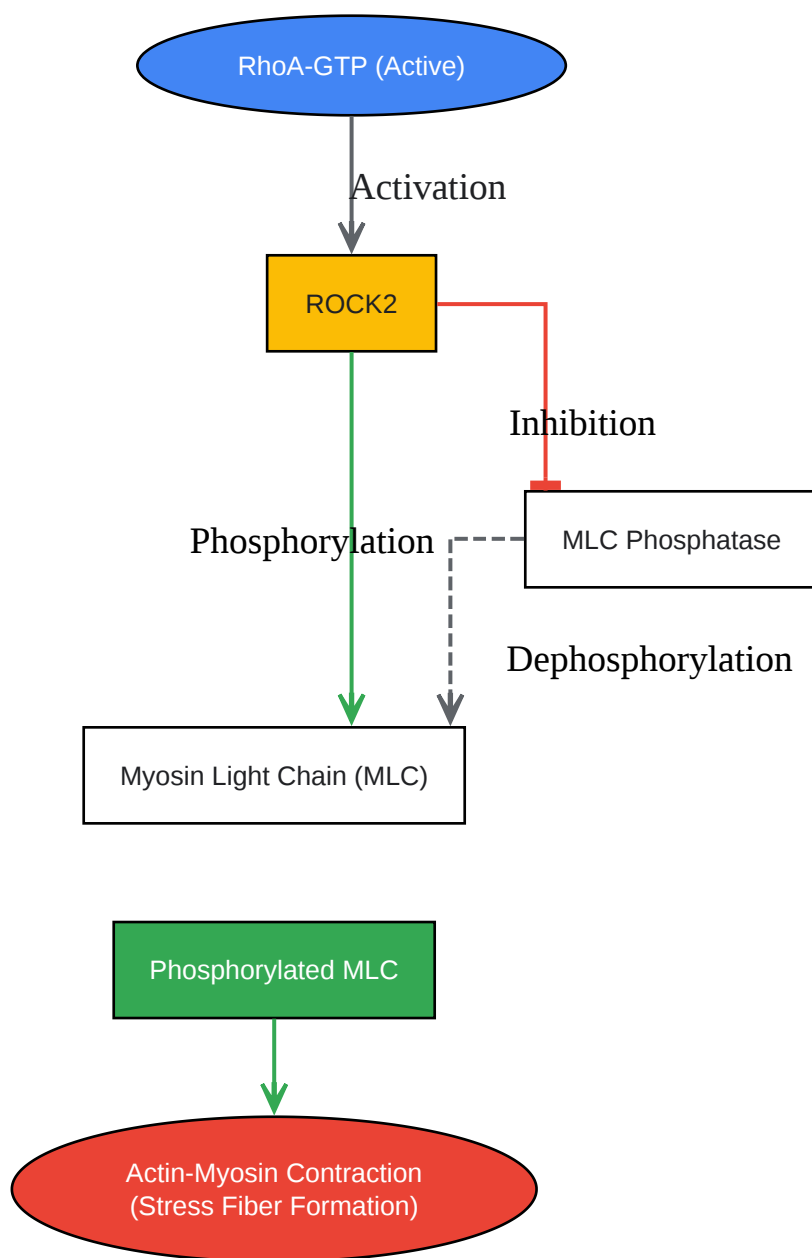 RhoA-GTP (Active)
Activation
ROCK2
Inhibition
Phosphorylation
MLC Phosphatase
Dephosphorylation
Myosin Light Chain (MLC)
Phosphorylated MLC
Actin-Myosin Contraction
(Stress Fiber Formation)